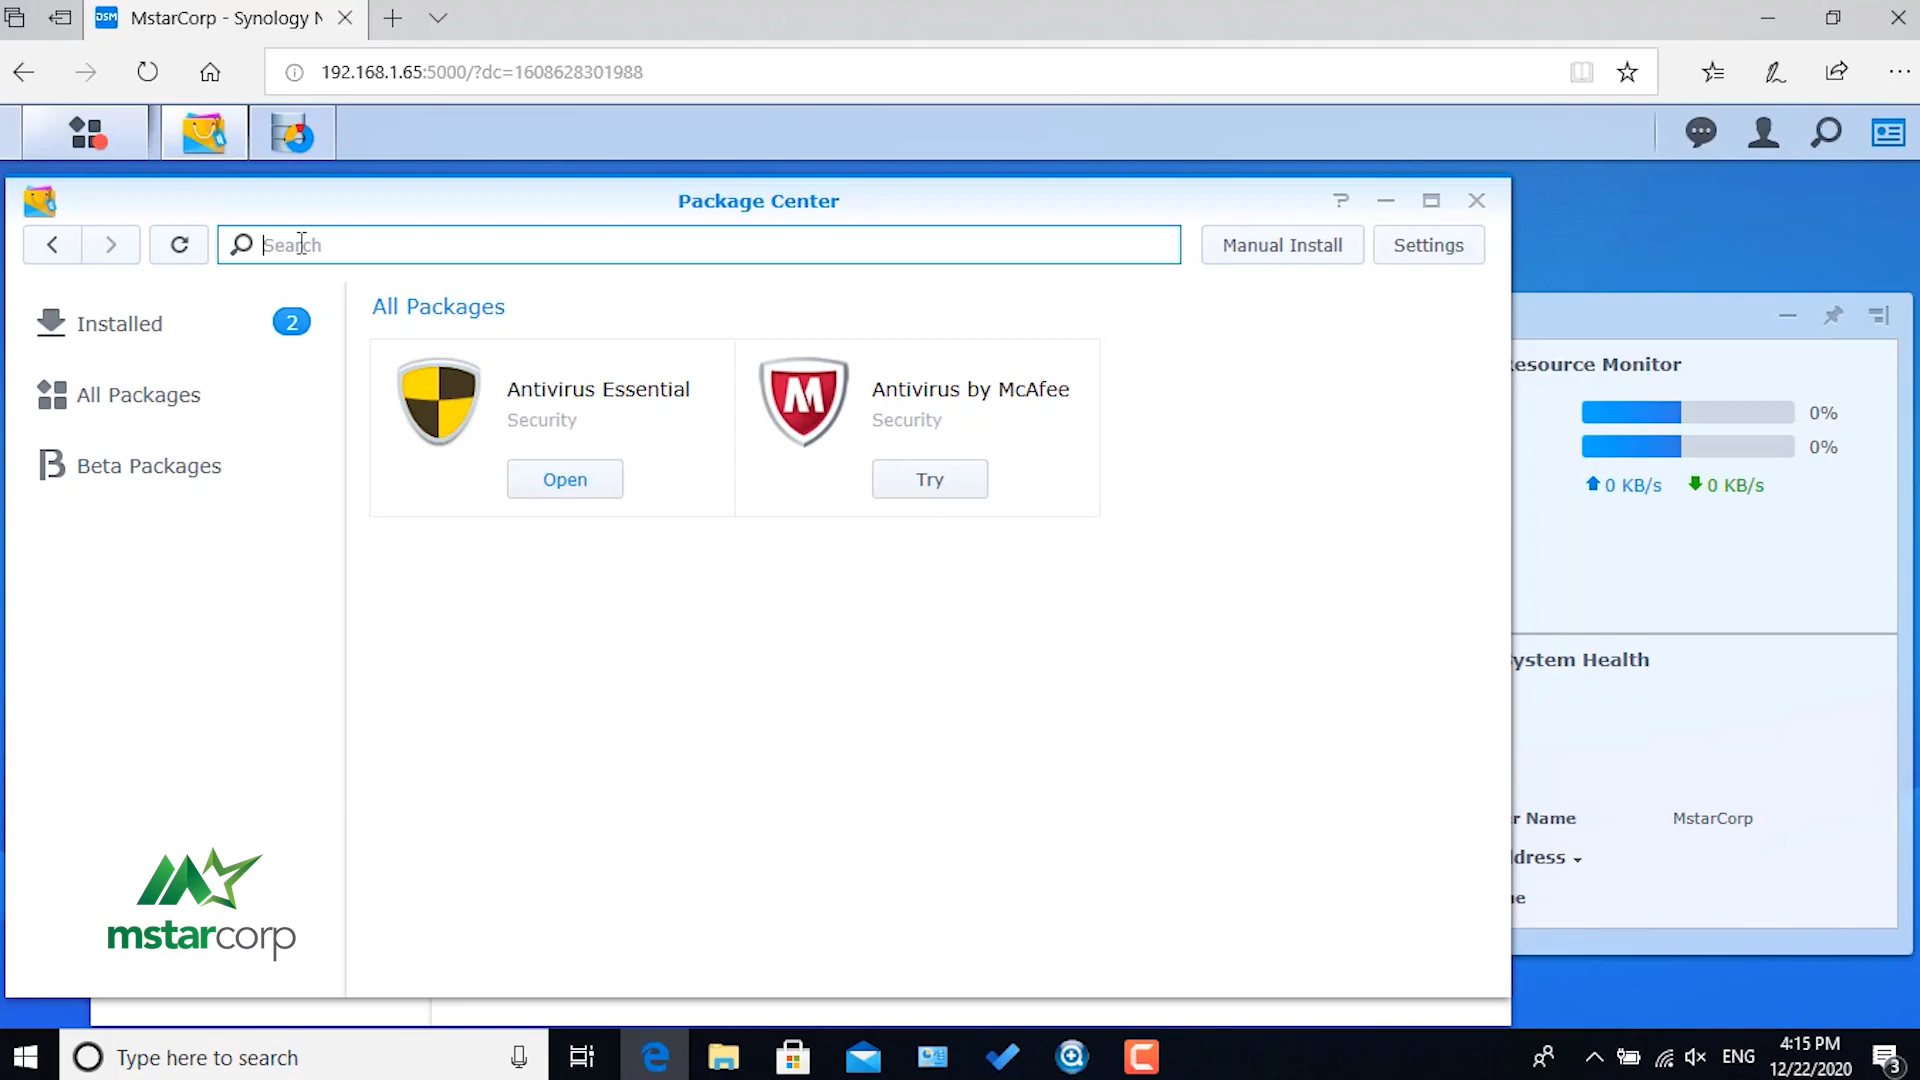 DSM MstarCorp - Synology N
192.168.1.65:5000/?dc=1608628301988
Package Center
Search
Manual Install
Settings
Installed
2
All Packages
Beta Packages
All Packages
Antivirus Essential
Security
Open
Antivirus by McAfee
Security
Try
esource Monitor
0%
0%
0 KB/s
0 KB/s
ystem Health
r Name
MstarCorp
ddress
ne
mstarcorp
Type here to search
ENG
4:15 PM
12/22/2020
3